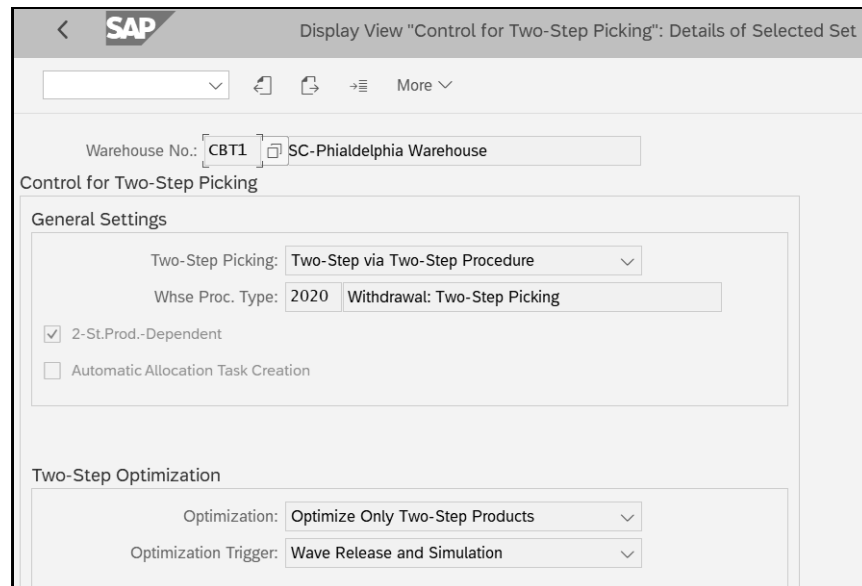 SAP Display View "Control for Two-Step Picking": Details of Selected Set
More
Warehouse No.: CBT1 SC-Phialdelphia Warehouse
Control for Two-Step Picking
General Settings
Two-Step Picking: Two-Step via Two-Step Procedure
Whse Proc. Type: 2020 Withdrawal: Two-Step Picking
2-St.Prod.-Dependent
Automatic Allocation Task Creation
Two-Step Optimization
Optimization: Optimize Only Two-Step Products
Optimization Trigger: Wave Release and Simulation